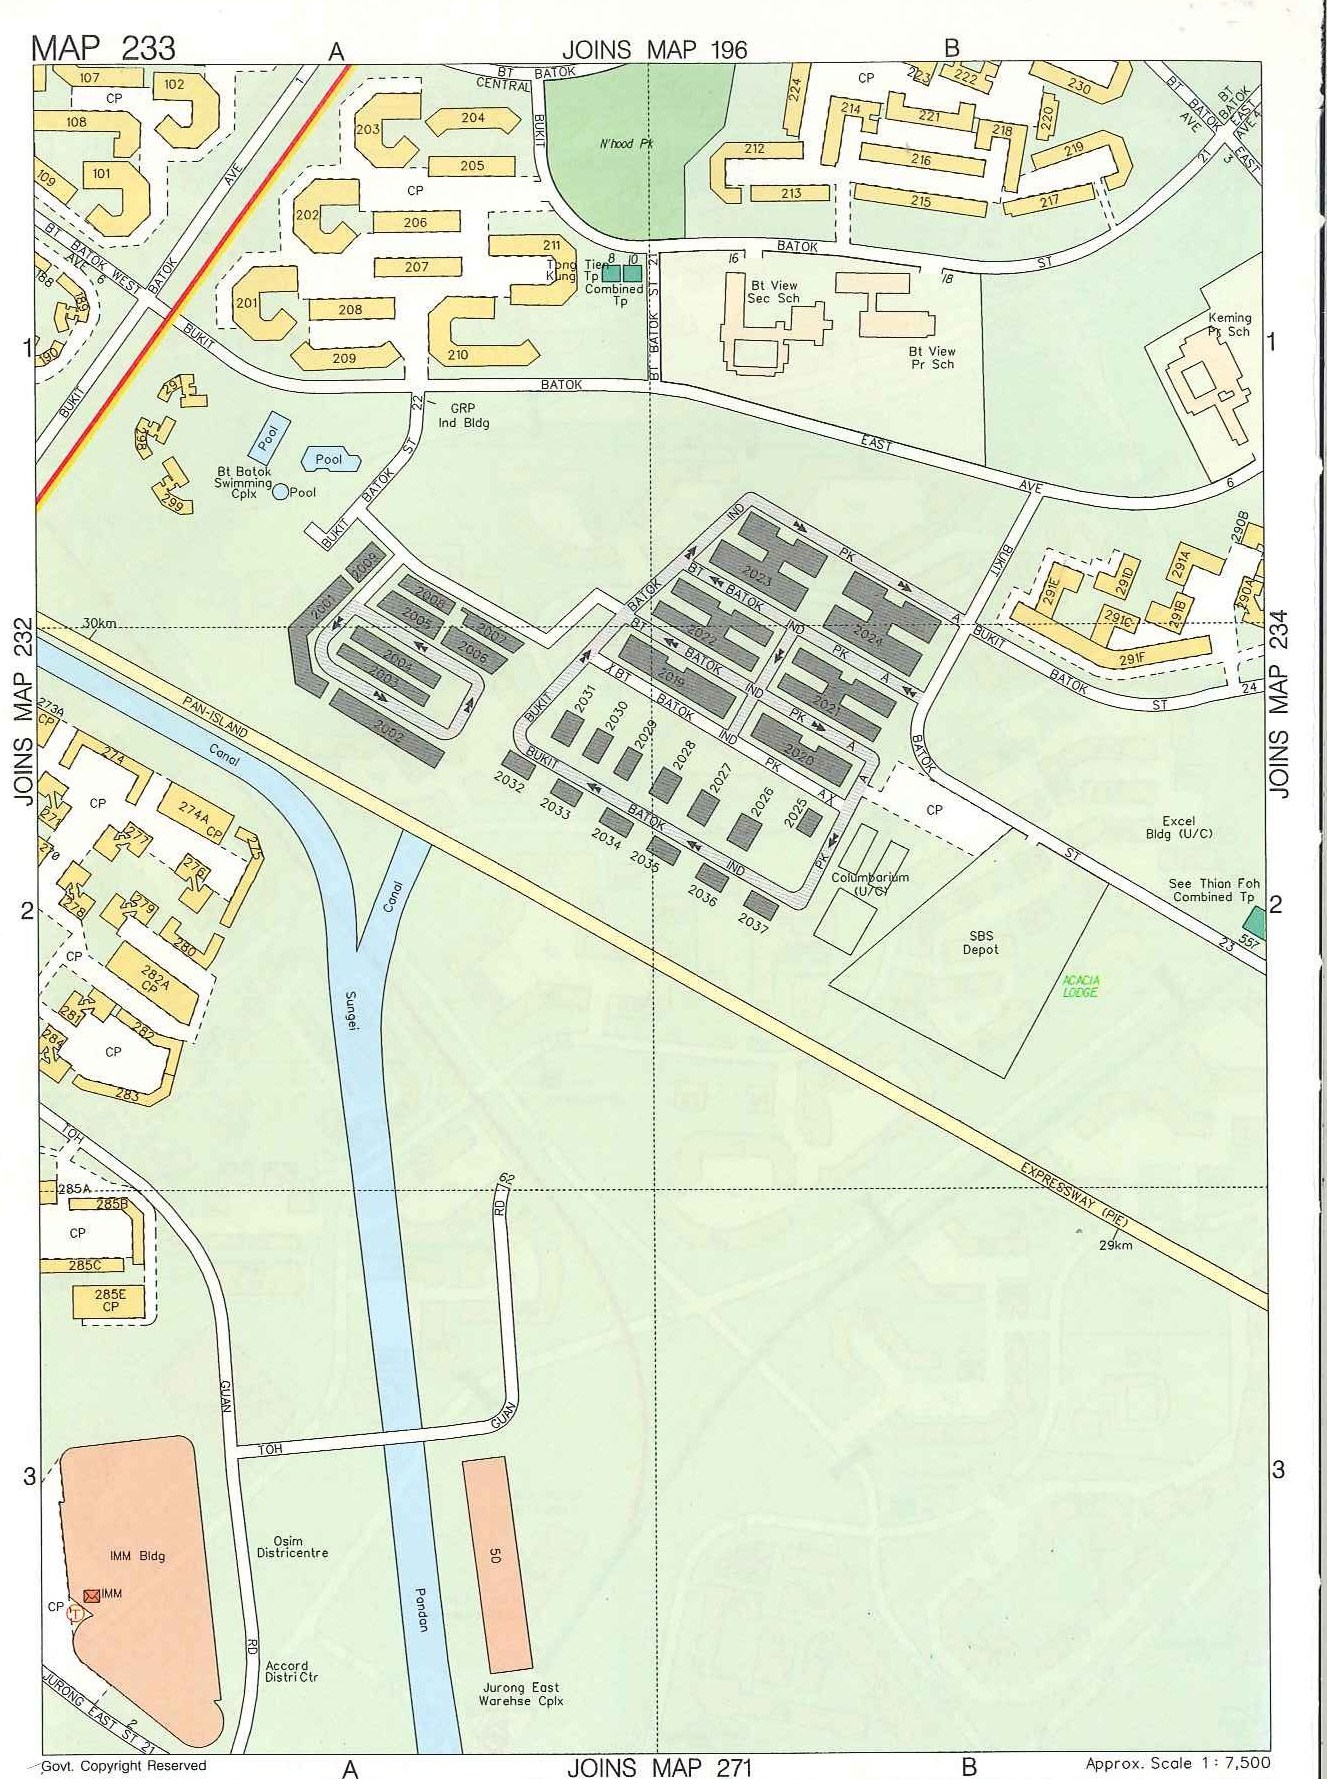 MAP 233
A
JOINS MAP 196
B
107
102
CP
108
101
109
BT BATOK WEST
AVE 6
188
189
190
1
BUKIT
BATOK
AVE
1
203
204
205
CP
202
206
207
201
208
209
210
211
BT BATOK
CENTRAL
BUKIT
N'hood Pk
8
10
Tong Tien
Kung Tp
Combined
Tp
BT BATOK ST 21
224
CP
223
222
230
214
221
220
218
212
216
219
213
215
217
BATOK
ST
21
BT BATOK
AVE
3
BT
BATOK
EAST
AVE 4
EAST
16
18
Bt View
Sec Sch
Bt View
Pr Sch
Keming
Pr Sch
1
BUKIT
BATOK
EAST
AVE
6
297
298
299
Pool
Pool
Pool
Bt Batok
Swimming
Cplx
22
GRP
Ind Bldg
BUKIT
BATOK
ST
2009
2001
2008
2005
2007
2006
2004
2003
2002
BUKIT
BATOK
IND
PK
A
2023
2024
BT
BATOK
IND
PK
A
2022
2021
BT
BATOK
IND
PK
A
2019
2020
X BT
BATOK
IND
PK
AX
2031
2030
2029
2028
2027
2026
2025
BUKIT
BATOK
IND
PK
A
2032
2033
2034
2035
2036
2037
BUKIT
BATOK
ST
23
BUKIT
BATOK
ST
24
290B
291A
291D
291E
291B
291C
290A
291F
JOINS MAP 232
JOINS MAP 234
30km
PAN-ISLAND
Canal
Canal
Sungei
Pandan
273A
CP
274
274A
CP
275
CP
271
270
277
276
278
279
280
CP
282A
CP
281
282
284
CP
283
2
2
CP
Columbarium
(U/C)
SBS
Depot
ACACIA
LODGE
Excel
Bldg (U/C)
See Thian Foh
Combined Tp
557
EXPRESSWAY (PIE)
29km
TOH
285A
285B
CP
285C
285E
CP
GUAN
RD
62
RD
GUAN
TOH
3
3
IMM Bldg
IMM
CP
T
Osim
Districentre
Accord
Distri Ctr
50
Jurong East
Warehse Cplx
JURONG EAST ST 21
2
Govt. Copyright Reserved
A
JOINS MAP 271
B
Approx. Scale 1 : 7,500